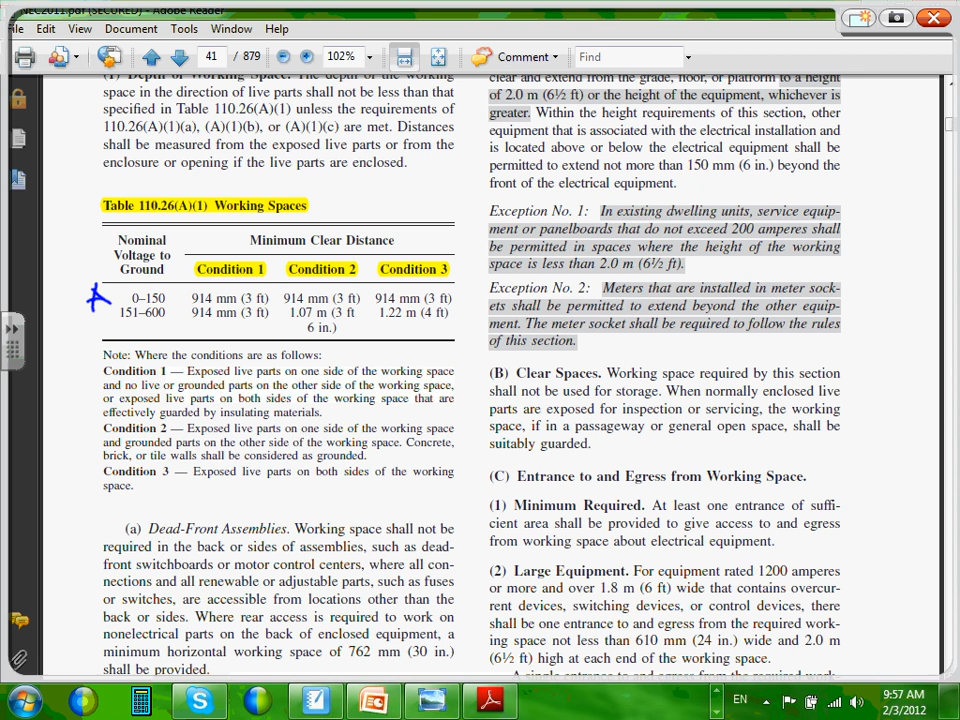 NEC2011.pdf (SECURED) - Adobe Reader
File Edit View Document Tools Window Help
41 / 879 102% Comment Find
(1) Depth of Working Space. The depth of the working
space in the direction of live parts shall not be less than that
specified in Table 110.26(A)(1) unless the requirements of
110.26(A)(1)(a), (A)(1)(b), or (A)(1)(c) are met. Distances
shall be measured from the exposed live parts or from the
enclosure or opening if the live parts are enclosed.
Table 110.26(A)(1) Working Spaces
Nominal
Voltage to
Ground
Minimum Clear Distance
Condition 1 Condition 2 Condition 3
0–150 914 mm (3 ft) 914 mm (3 ft) 914 mm (3 ft)
151–600 914 mm (3 ft) 1.07 m (3 ft 1.22 m (4 ft)
6 in.)
Note: Where the conditions are as follows:
Condition 1 — Exposed live parts on one side of the working space
and no live or grounded parts on the other side of the working space,
or exposed live parts on both sides of the working space that are
effectively guarded by insulating materials.
Condition 2 — Exposed live parts on one side of the working space
and grounded parts on the other side of the working space. Concrete,
brick, or tile walls shall be considered as grounded.
Condition 3 — Exposed live parts on both sides of the working
space.
(a) Dead-Front Assemblies. Working space shall not be
required in the back or sides of assemblies, such as dead-
front switchboards or motor control centers, where all con-
nections and all renewable or adjustable parts, such as fuses
or switches, are accessible from locations other than the
back or sides. Where rear access is required to work on
nonelectrical parts on the back of enclosed equipment, a
minimum horizontal working space of 762 mm (30 in.)
shall be provided.
clear and extend from the grade, floor, or platform to a height
of 2.0 m (6½ ft) or the height of the equipment, whichever is
greater. Within the height requirements of this section, other
equipment that is associated with the electrical installation and
is located above or below the electrical equipment shall be
permitted to extend not more than 150 mm (6 in.) beyond the
front of the electrical equipment.
Exception No. 1: In existing dwelling units, service equip-
ment or panelboards that do not exceed 200 amperes shall
be permitted in spaces where the height of the working
space is less than 2.0 m (6½ ft).
Exception No. 2: Meters that are installed in meter sock-
ets shall be permitted to extend beyond the other equip-
ment. The meter socket shall be required to follow the rules
of this section.
(B) Clear Spaces. Working space required by this section
shall not be used for storage. When normally enclosed live
parts are exposed for inspection or servicing, the working
space, if in a passageway or general open space, shall be
suitably guarded.
(C) Entrance to and Egress from Working Space.
(1) Minimum Required. At least one entrance of suffi-
cient area shall be provided to give access to and egress
from working space about electrical equipment.
(2) Large Equipment. For equipment rated 1200 amperes
or more and over 1.8 m (6 ft) wide that contains overcur-
rent devices, switching devices, or control devices, there
shall be one entrance to and egress from the required work-
ing space not less than 610 mm (24 in.) wide and 2.0 m
(6½ ft) high at each end of the working space.
EN 9:57 AM
2/3/2012